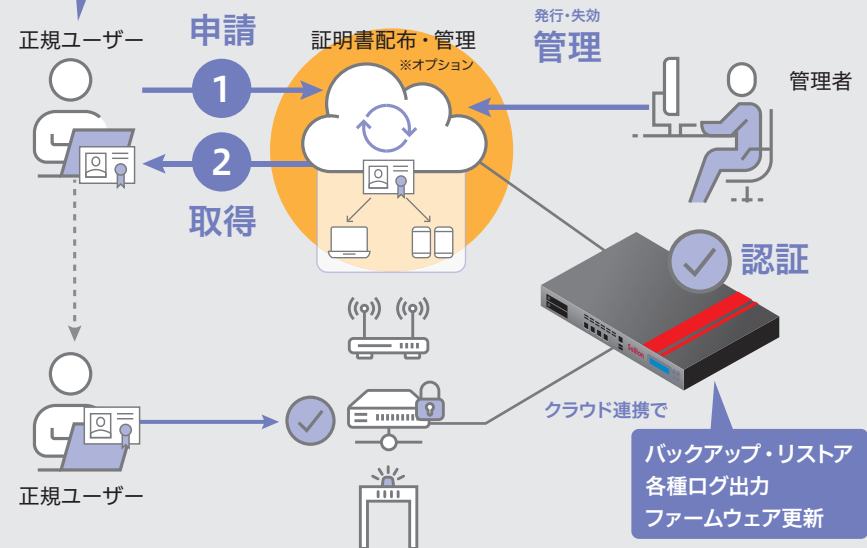 正規ユーザー
申請
証明書配布・管理
※オプション
発行・失効
管理
管理者
1
2
取得
認証
Soliton
クラウド連携で
正規ユーザー
バックアップ・リストア
各種ログ出力
ファームウェア更新